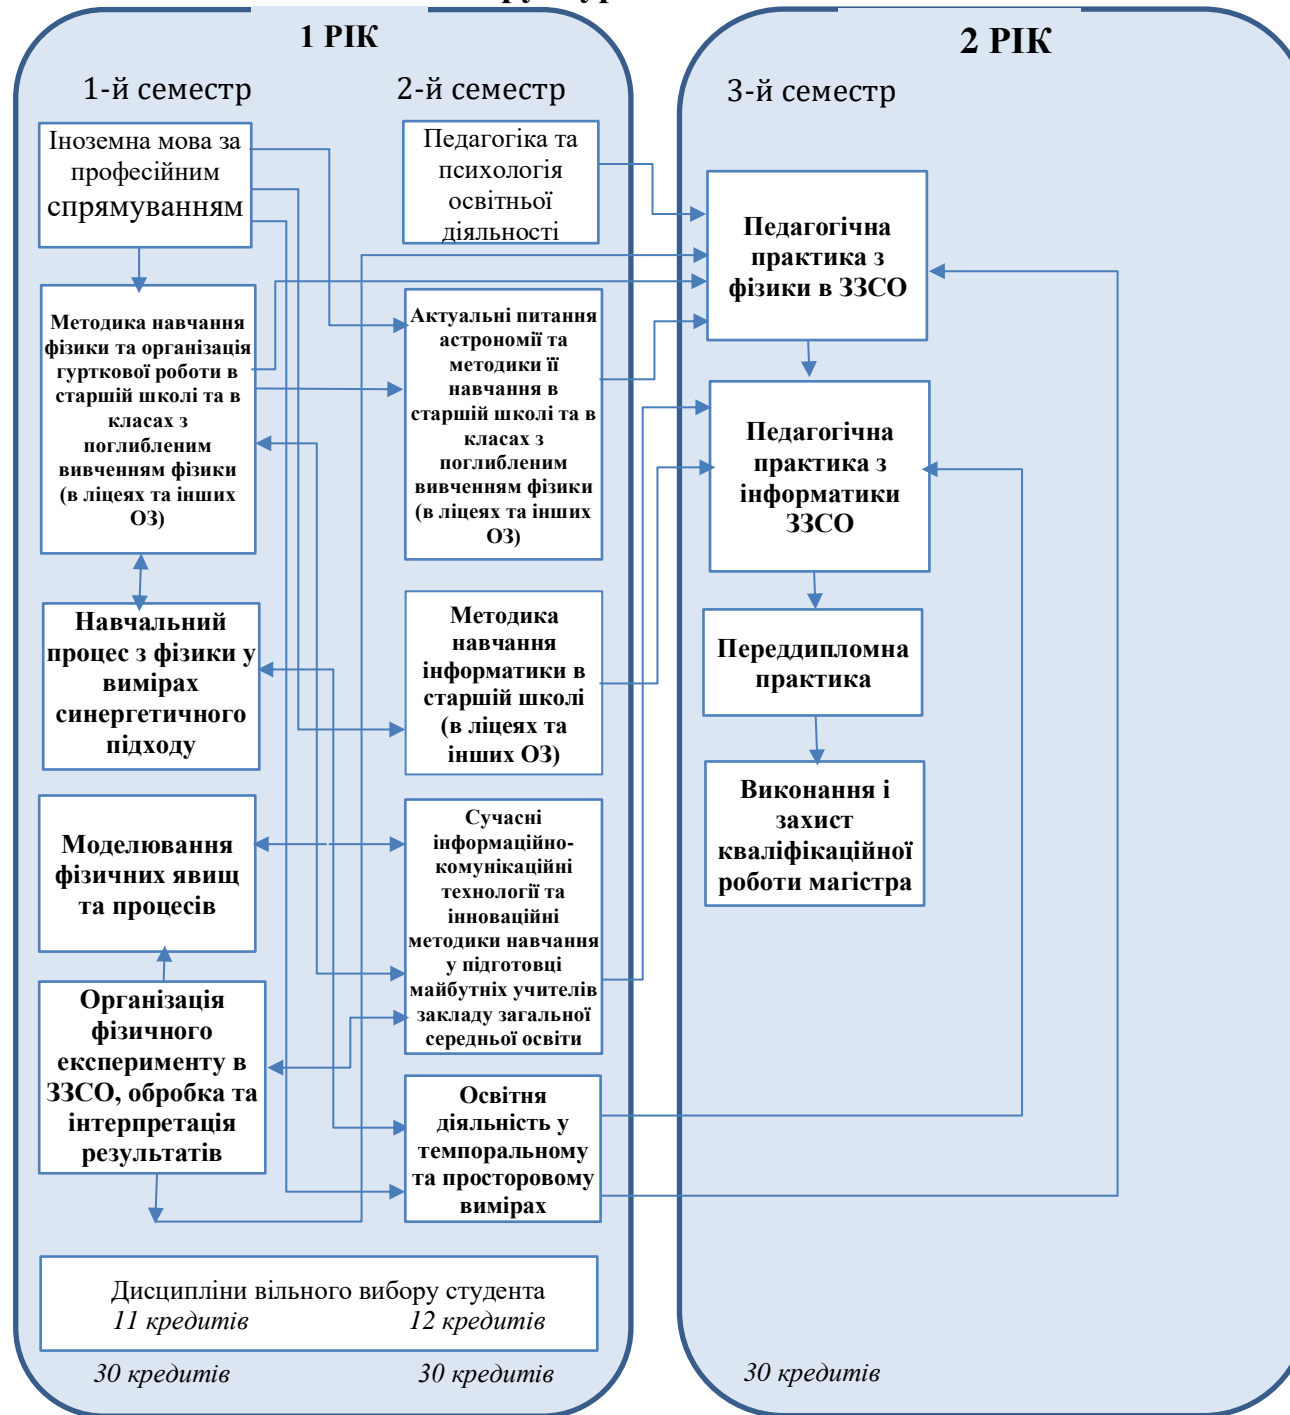 1 РІК
1-й семестр
2-й семестр
Іноземна мова за
професійним
спрямуванням
Педагогіка та
психологія
освітньої
діяльності
Методика навчання
фізики та організація
гурткової роботи в
старшій школі та в
класах з
поглибленим
вивченням фізики
(в ліцеях та інших
ОЗ)
Актуальні питання
астрономії та
методики її
навчання в
старшій школі та в
класах з
поглибленим
вивченням фізики
(в ліцеях та інших
ОЗ)
Навчальний
процес з фізики у
вимірах
синергетичного
підходу
Методика
навчання
інформатики в
старшій школі
(в ліцеях та
інших ОЗ)
Моделювання
фізичних явищ
та процесів
Сучасні
інформаційно-
комунікаційні
технології та
інноваційні
методики навчання
у підготовці
майбутніх учителів
закладу загальної
середньої освіти
Організація
фізичного
експерименту в
ЗЗСО, обробка та
інтерпретація
результатів
Освітня
діяльність у
темпоральному
та просторовому
вимірах
Дисципліни вільного вибору студента
11 кредитів
12 кредитів
30 кредитів
30 кредитів
2 РІК
3-й семестр
Педагогічна
практика з
фізики в ЗЗСО
Педагогічна
практика з
інформатики
ЗЗСО
Переддипломна
практика
Виконання і
захист
кваліфікаційної
роботи магістра
30 кредитів